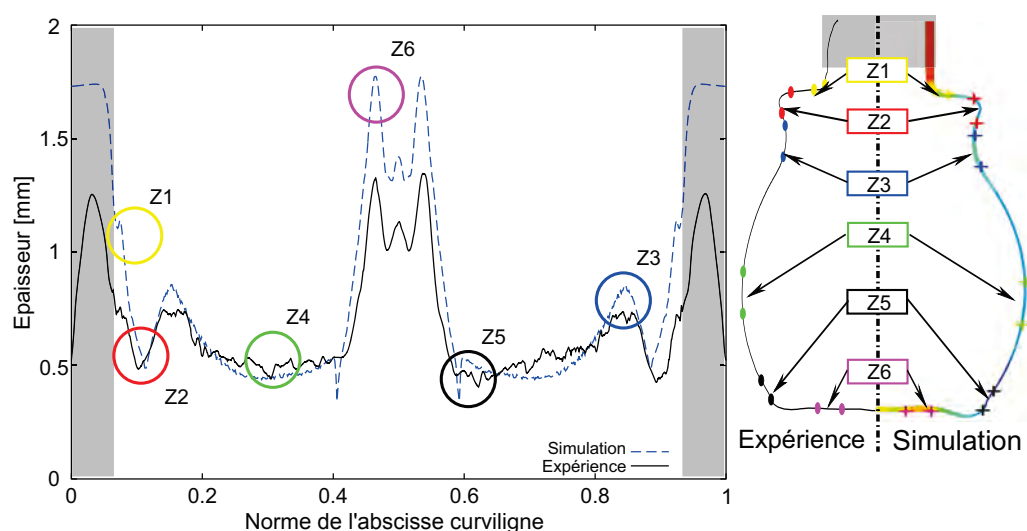 2
1.5
1
0.5
0
Epaisseur [mm]
Z1
Z2
Z4
Z6
Z5
Z3
Simulation
Expérience
0
0.2
0.4
0.6
0.8
1
Norme de l'abscisse curviligne
Z1
Z2
Z3
Z4
Z5
Z6
Expérience
Simulation